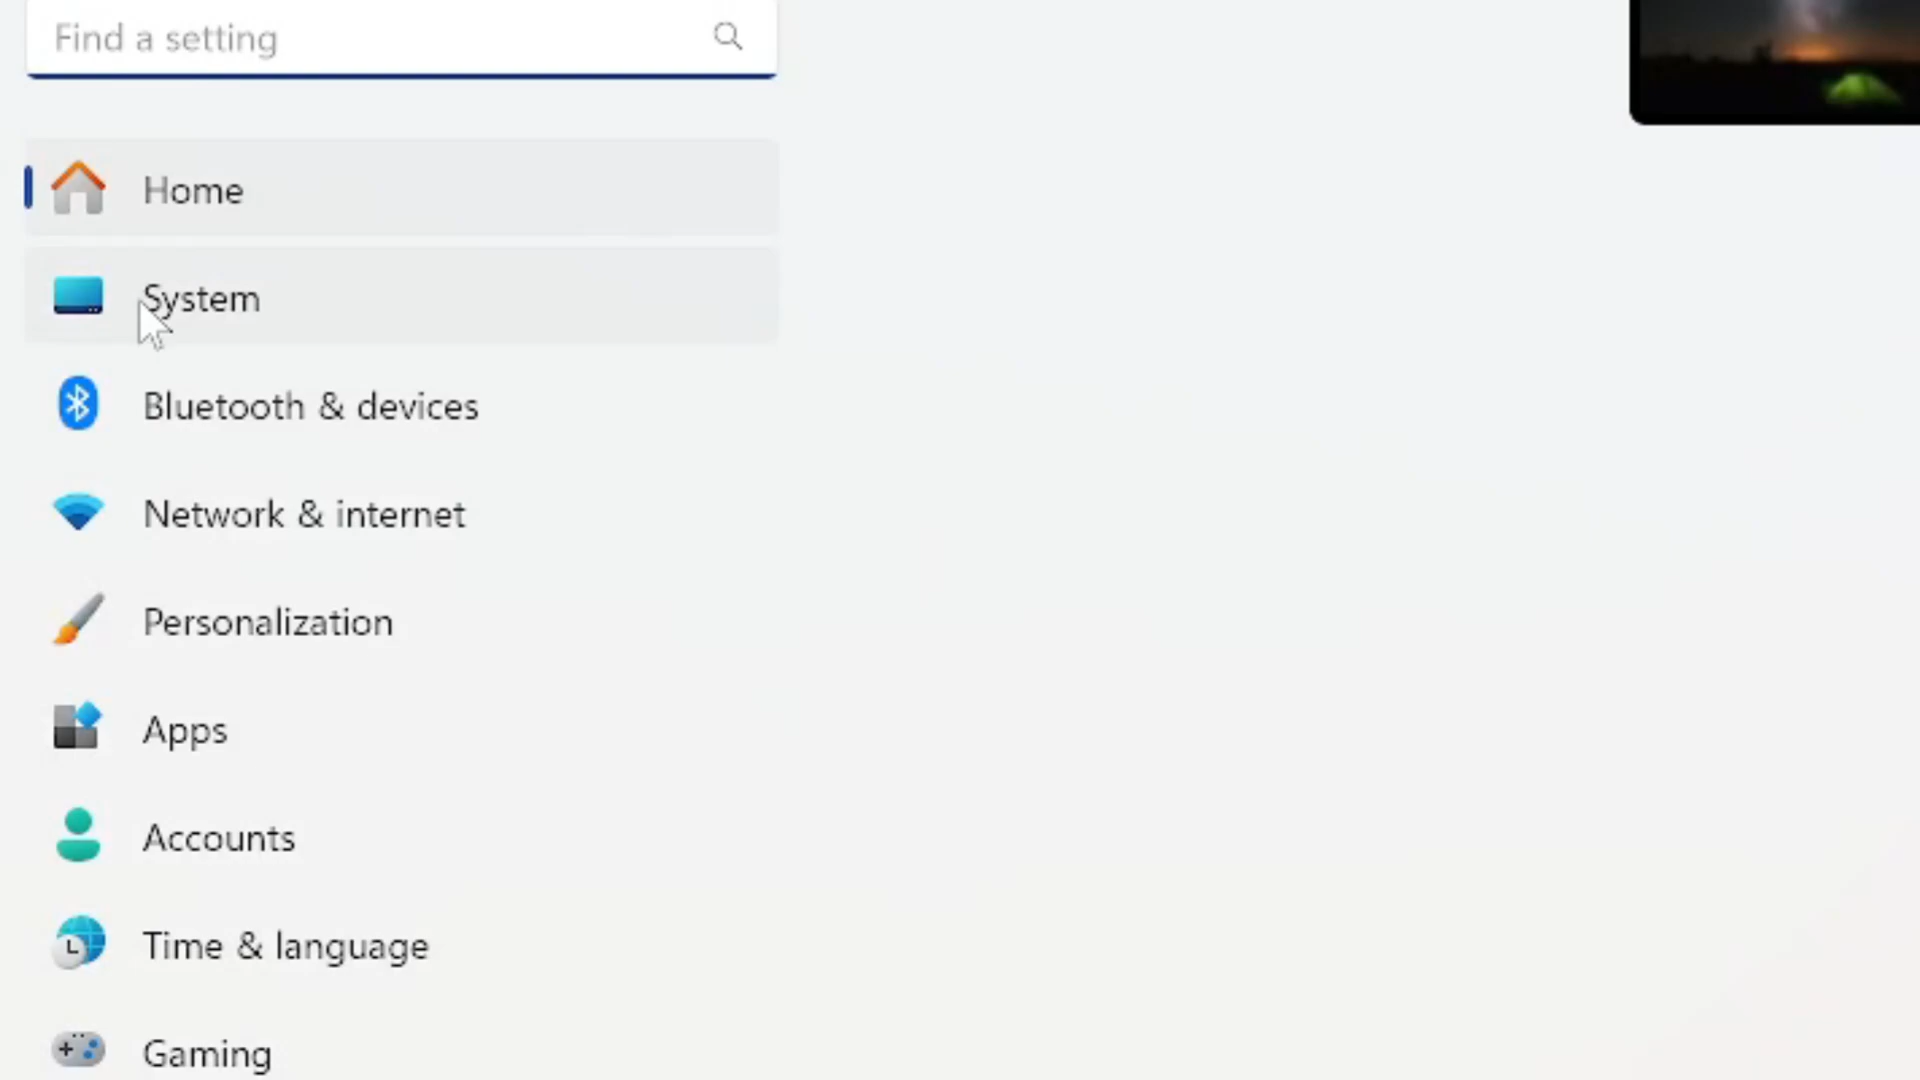 Find a setting
Home
System
Bluetooth & devices
Network & internet
Personalization
Apps
Accounts
Time & language
Gaming